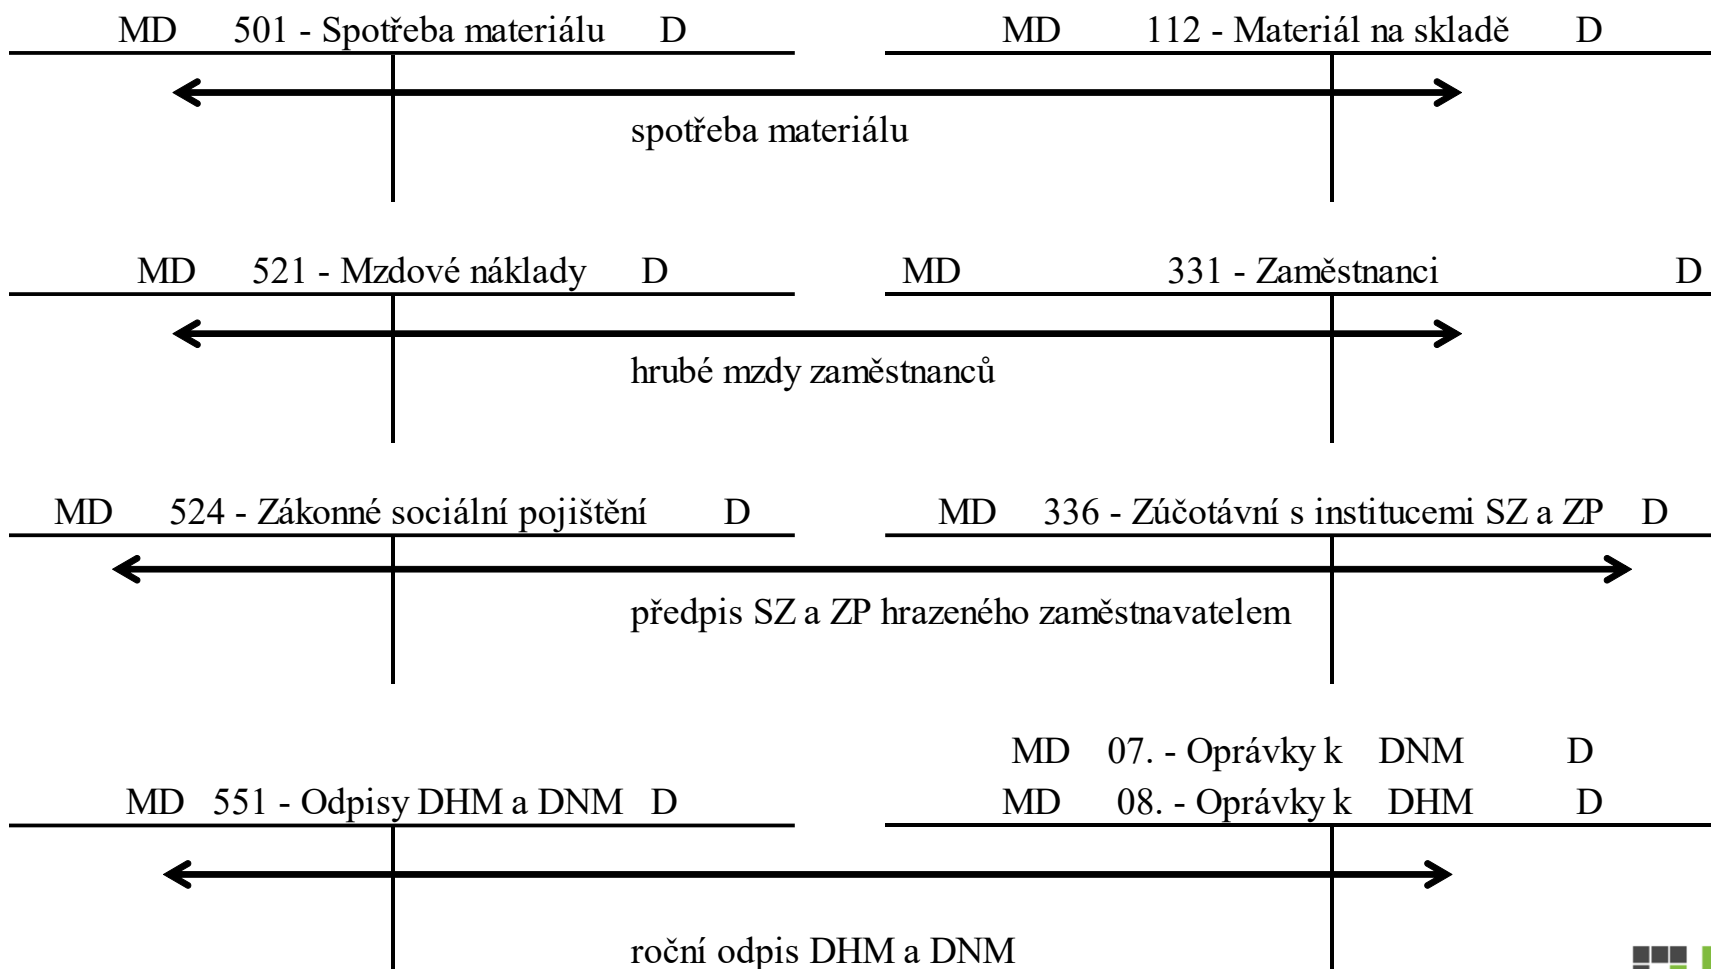 MD 501 - Spotřeba materiálu D MD 112 - Materiál na skladě D
spotřeba materiálu
MD 521 - Mzdové náklady D MD 331 - Zaměstnanci D
hrubé mzdy zaměstnanců
MD 524 - Zákonné sociální pojištění D MD 336 - Zúčotávní s institucemi SZ a ZP D
předpis SZ a ZP hrazeného zaměstnavatelem
MD 07. - Oprávky k DNM D
MD 551 - Odpisy DHM a DNM D MD 08. - Oprávky k DHM D
roční odpis DHM a DNM